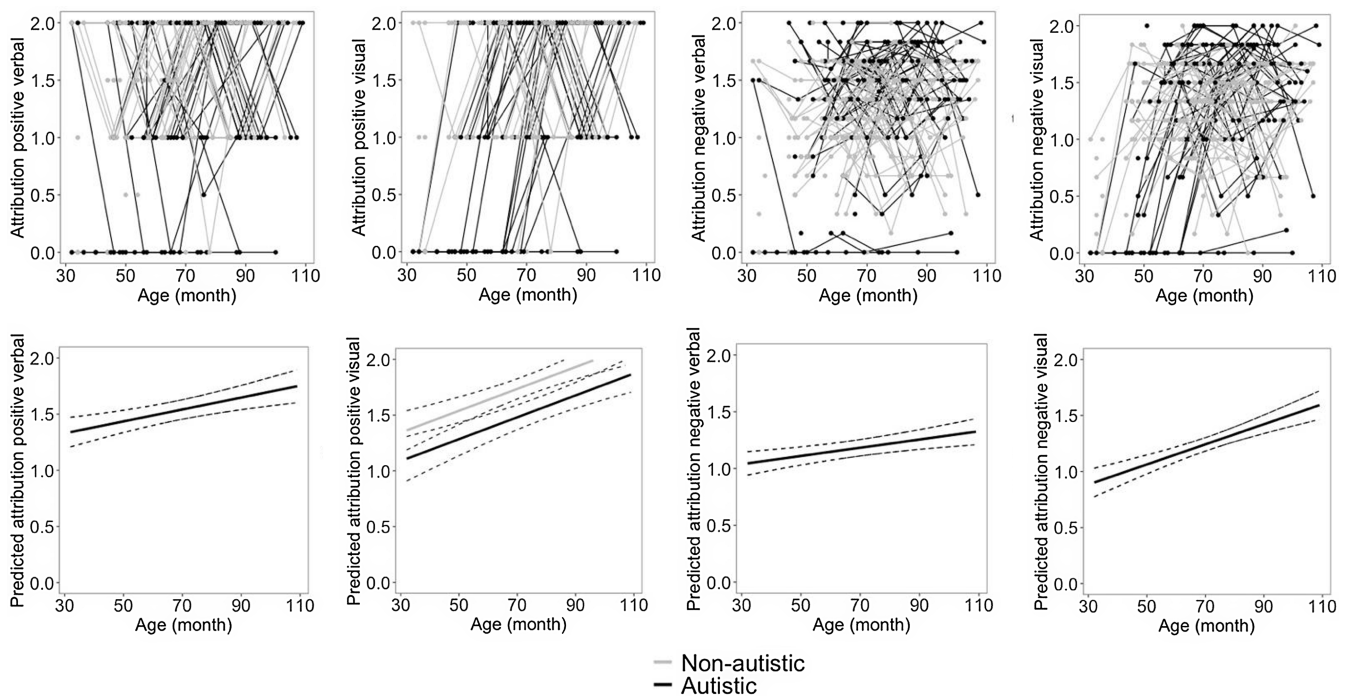 Attribution positive verbal
2.0
1.5
1.0
0.5
0.0
30 50 70 90 110
Age (month)
Attribution positive visual
2.0
1.5
1.0
0.5
0.0
30 50 70 90 110
Age (month)
Attribution negative verbal
2.0
1.5
1.0
0.5
0.0
30 50 70 90 110
Age (month)
Attribution negative visual
2.0
1.5
1.0
0.5
0.0
30 50 70 90 110
Age (month)
Predicted attribution positive verbal
2.0
1.5
1.0
0.5
0.0
30 50 70 90 110
Age (month)
Predicted attribution positive visual
2.0
1.5
1.0
0.5
0.0
30 50 70 90 110
Age (month)
Predicted attribution negative verbal
2.0
1.5
1.0
0.5
0.0
30 50 70 90 110
Age (month)
Predicted attribution negative visual
2.0
1.5
1.0
0.5
0.0
30 50 70 90 110
Age (month)
Non-autistic
Autistic